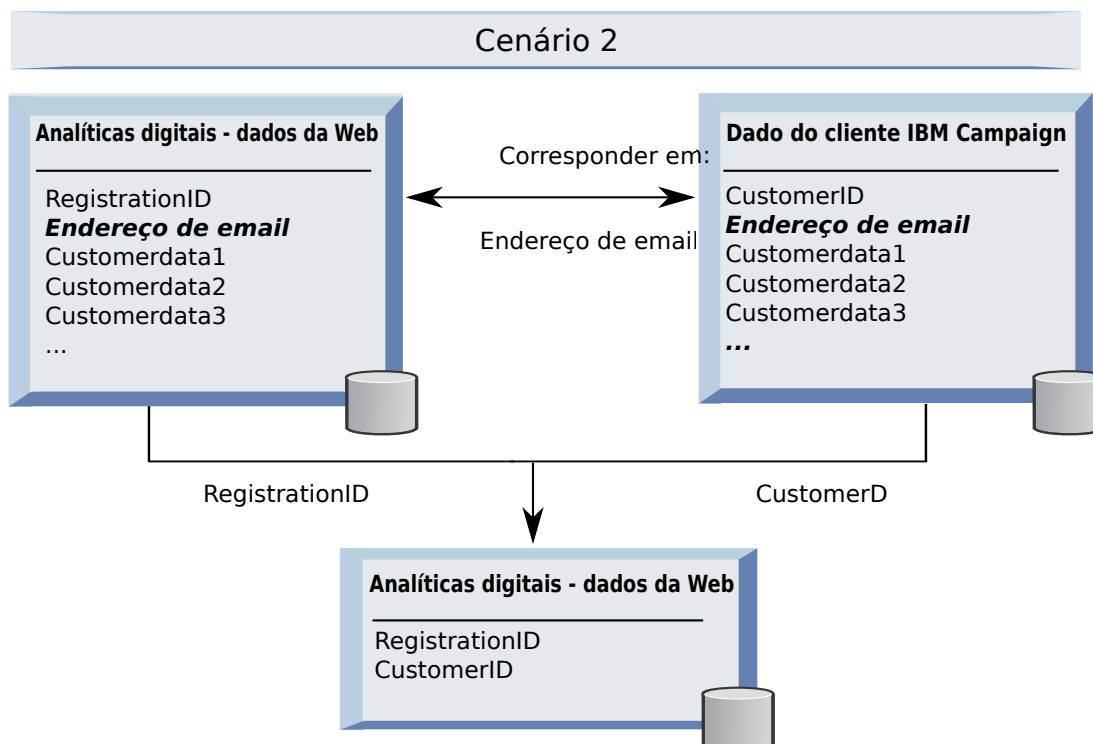 Cenário 2
Analíticas digitais - dados da Web
RegistrationID
Endereço de email
Customerdata1
Customerdata2
Customerdata3
...
Corresponder em:
Endereço de email
Dado do cliente IBM Campaign
CustomerID
Endereço de email
Customerdata1
Customerdata2
Customerdata3
...
RegistrationID
CustomerD
Analíticas digitais - dados da Web
RegistrationID
CustomerID